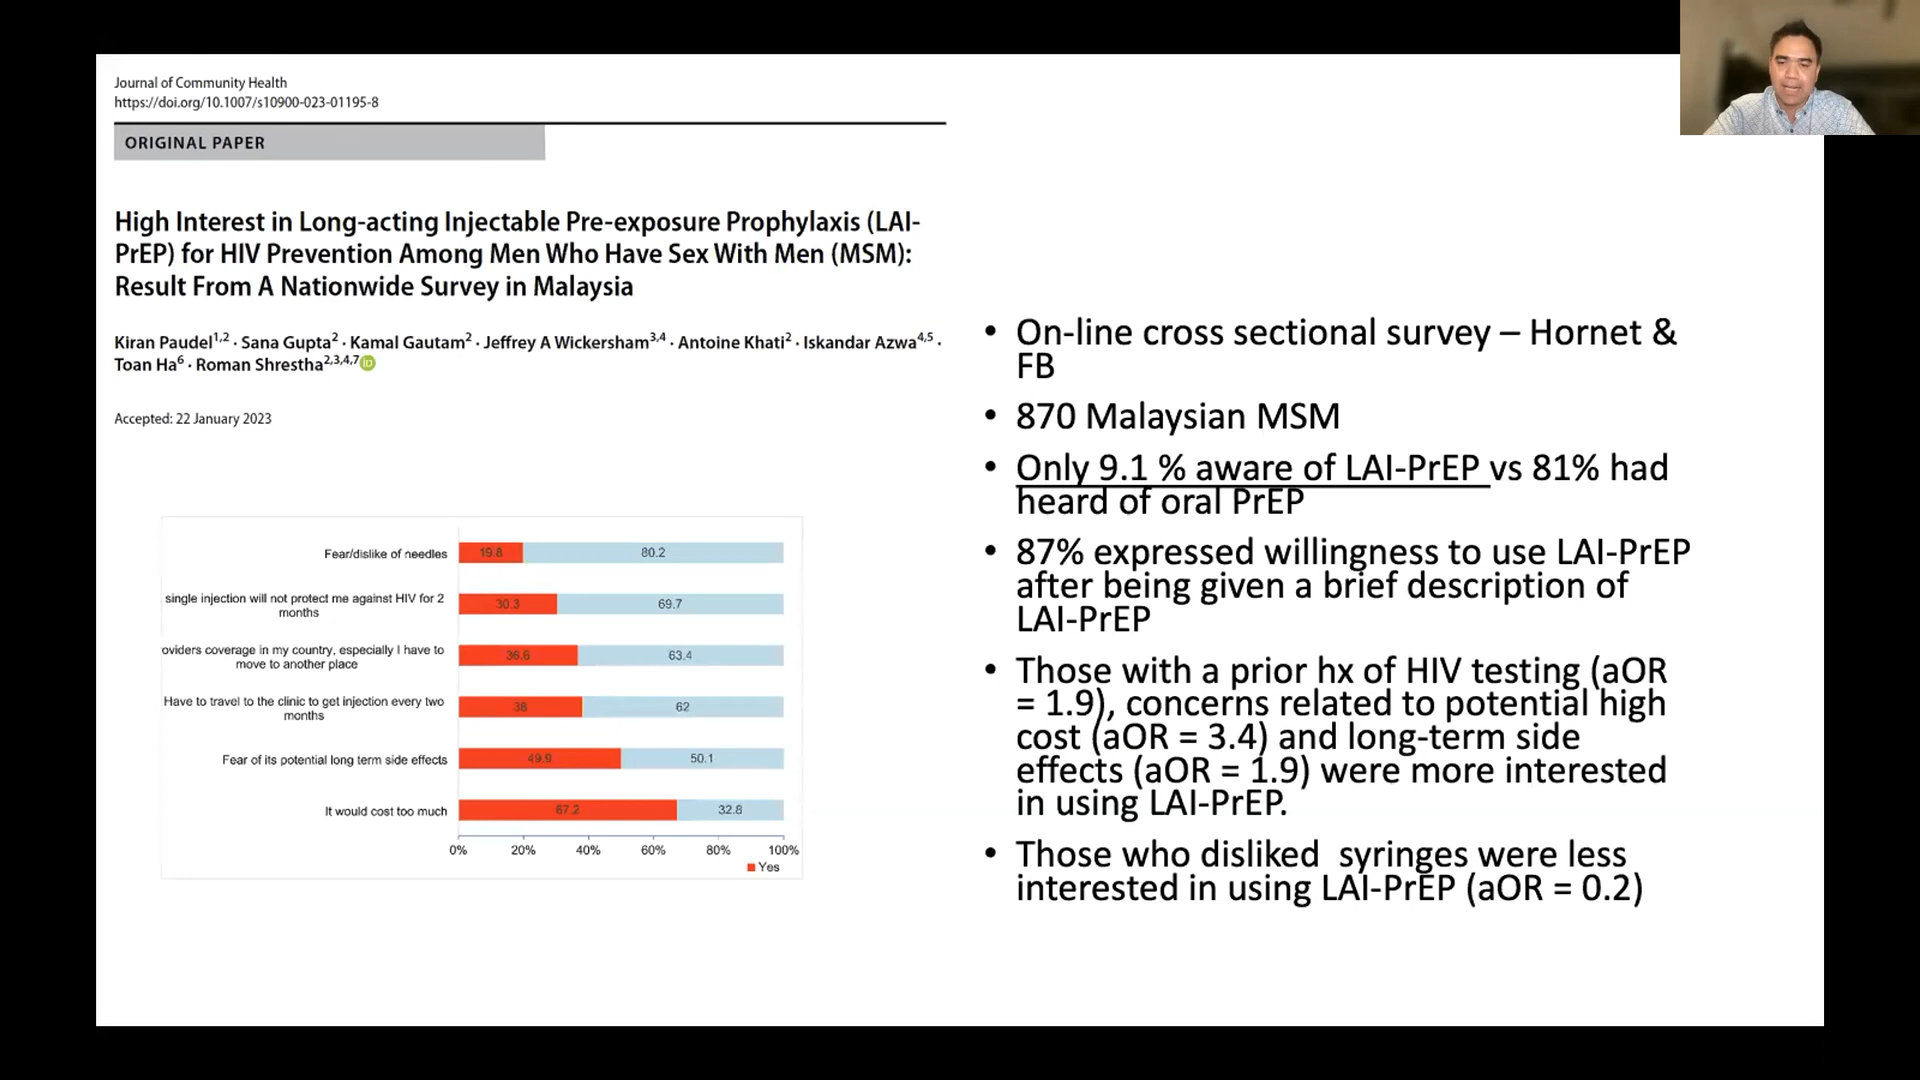 Journal of Community Health
https://doi.org/10.1007/s10900-023-01195-8
ORIGINAL PAPER
High Interest in Long-acting Injectable Pre-exposure Prophylaxis (LAI-
PrEP) for HIV Prevention Among Men Who Have Sex With Men (MSM):
Result From A Nationwide Survey in Malaysia
Kiran Paudel1,2 · Sana Gupta2 · Kamal Gautam2 · Jeffrey A Wickersham3,4 · Antoine Khati2 · Iskandar Azwa4,5 ·
Toan Ha6 · Roman Shrestha2,3,4,7 iD
Accepted: 22 January 2023
Fear/dislike of needles
19.8 80.2
single injection will not protect me against HIV for 2
months
30.3 69.7
oviders coverage in my country, especially I have to
move to another place
36.6 63.4
Have to travel to the clinic to get injection every two
months
38 62
Fear of its potential long term side effects
49.9 50.1
It would cost too much
67.2 32.8
0% 20% 40% 60% 80% 100%
Yes
• On-line cross sectional survey – Hornet &
FB
• 870 Malaysian MSM
• Only 9.1 % aware of LAI-PrEP vs 81% had
heard of oral PrEP
• 87% expressed willingness to use LAI-PrEP
after being given a brief description of
LAI-PrEP
• Those with a prior hx of HIV testing (aOR
= 1.9), concerns related to potential high
cost (aOR = 3.4) and long-term side
effects (aOR = 1.9) were more interested
in using LAI-PrEP.
• Those who disliked  syringes were less
interested in using LAI-PrEP (aOR = 0.2)